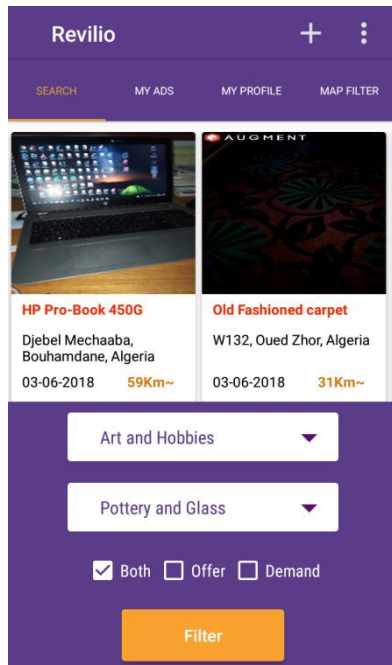 Revilio
SEARCH MY ADS MY PROFILE MAP FILTER
AUGMENT
HP Pro-Book 450G
Djebel Mechaaba,
Bouhamdane, Algeria
03-06-2018 59Km~
Old Fashioned carpet
W132, Oued Zhor, Algeria
03-06-2018 31Km~
Art and Hobbies
Pottery and Glass
Both Offer Demand
Filter